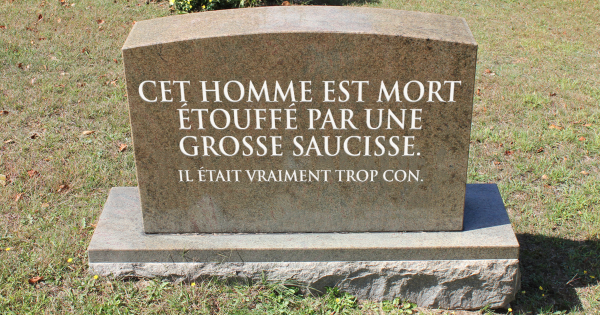 CET HOMME EST MORT
ÉTOUFFÉ PAR UNE
GROSSE SAUCISSE.
IL ÉTAIT VRAIMENT TROP CON.